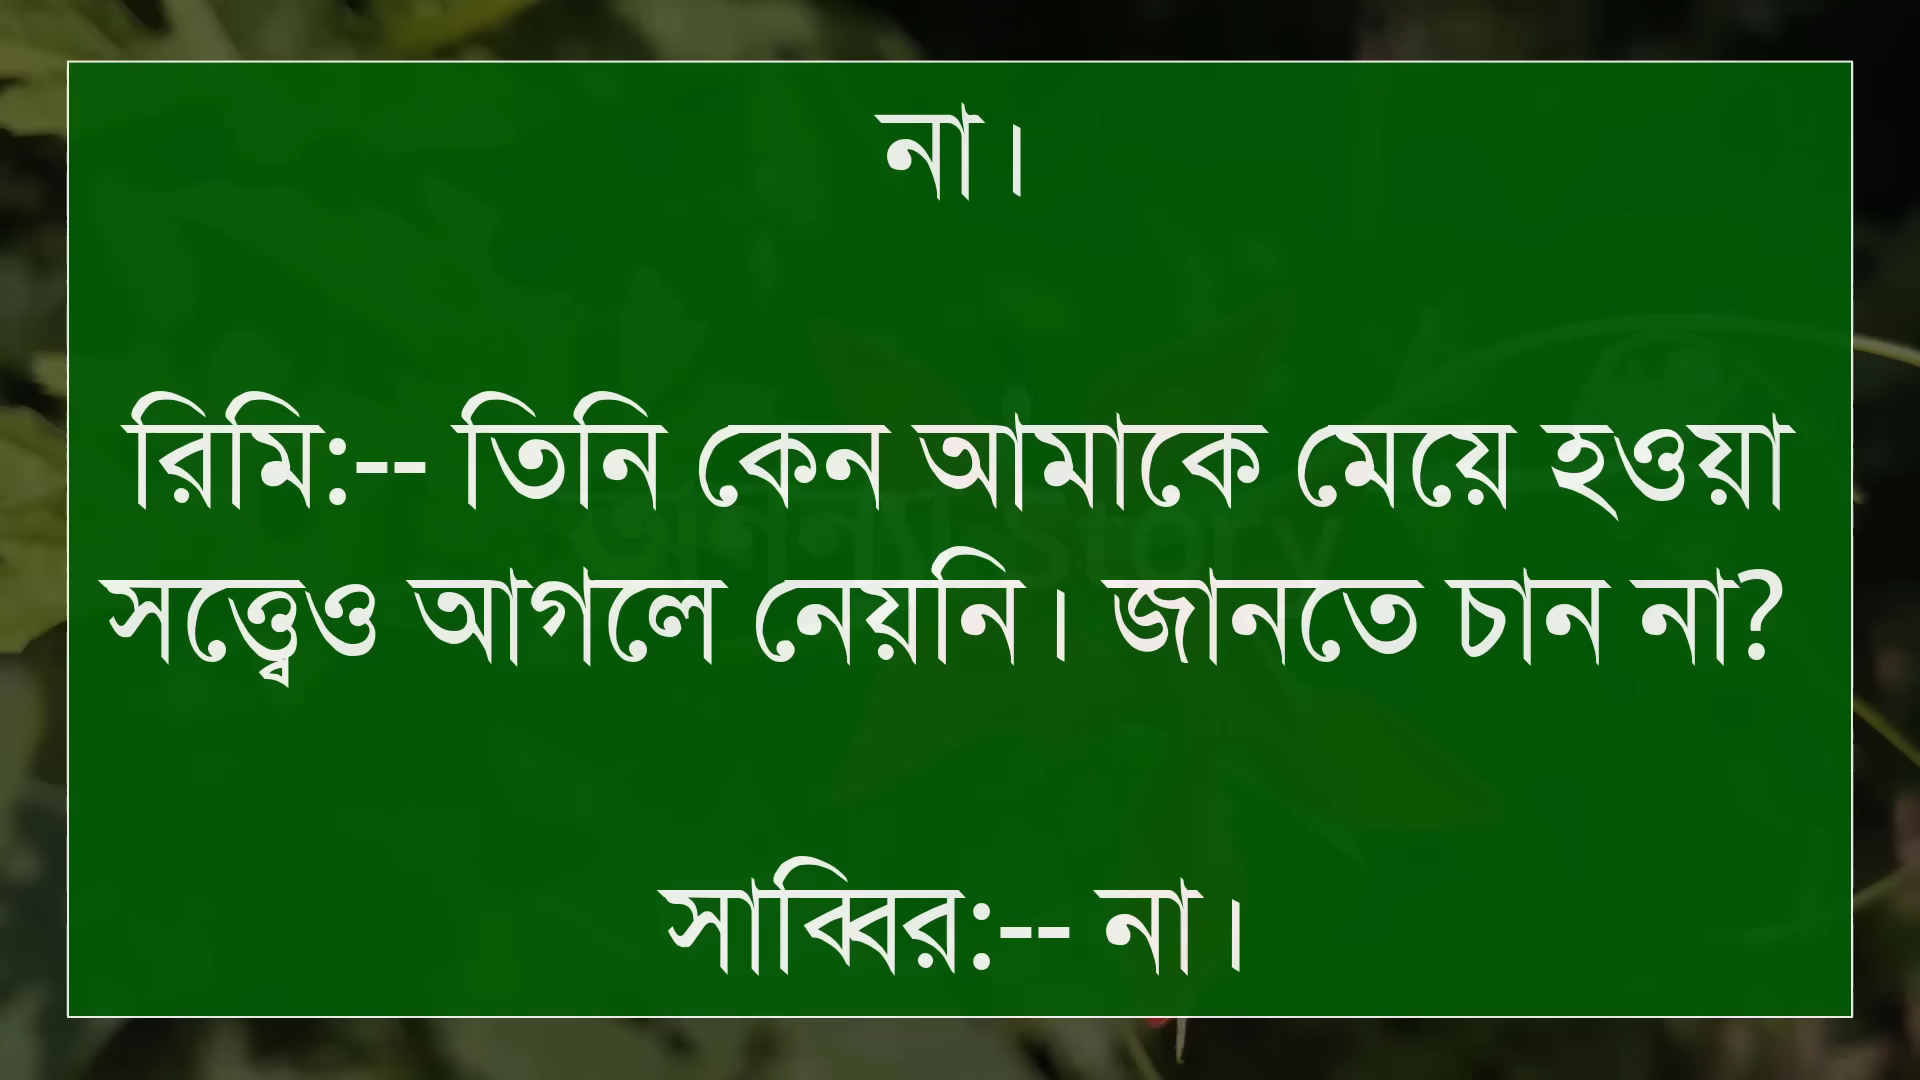 না।
রিমি:-- তিনি কেন আমাকে মেয়ে হওয়া
সত্ত্বেও আগলে নেয়নি। জানতে চান না?
সাব্বির:-- না।